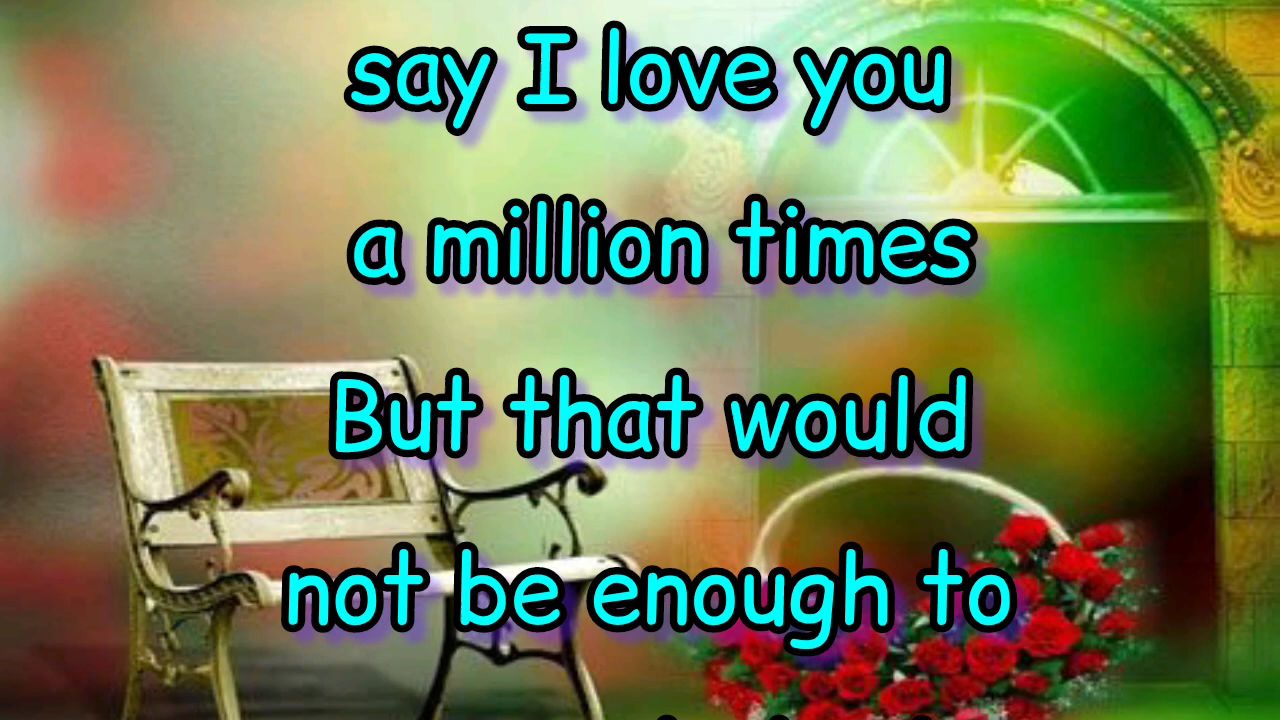 say I love you
a million times
But that would
not be enough to